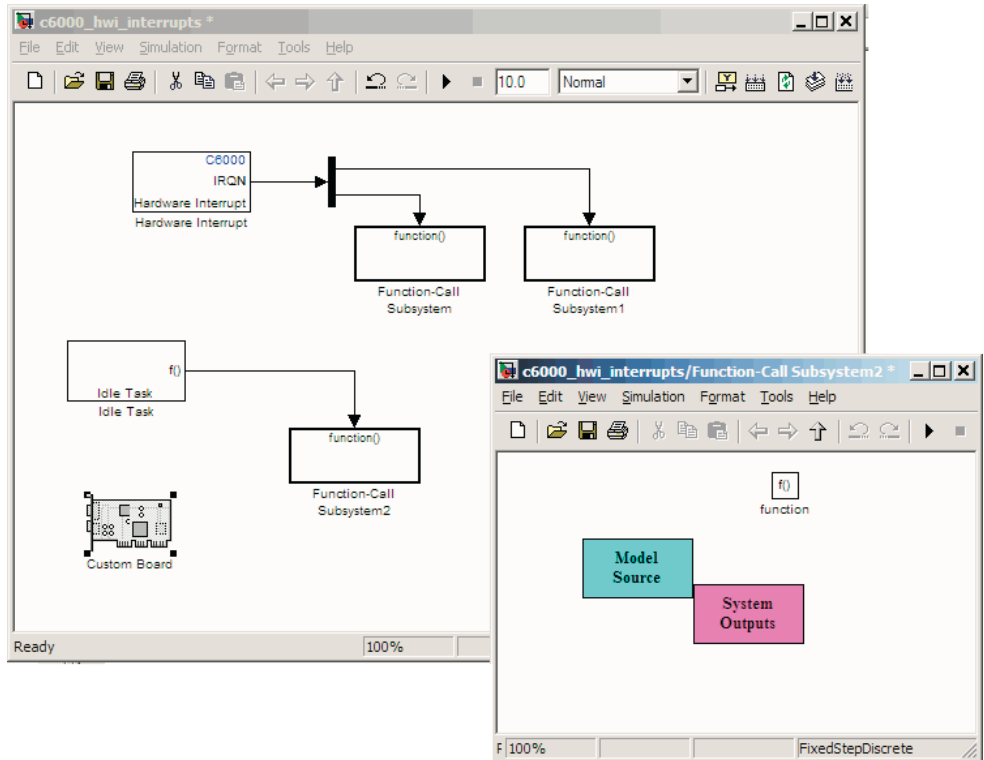 c6000_hwi_interrupts *
File Edit View Simulation Format Tools Help
10.0 Normal
C6000
IRQN
Hardware Interrupt
Hardware Interrupt
function()
Function-Call
Subsystem
function()
Function-Call
Subsystem1
f()
Idle Task
Idle Task
function()
Function-Call
Subsystem2
Custom Board
Ready 100%
c6000_hwi_interrupts/Function-Call Subsystem2 *
File Edit View Simulation Format Tools Help
f()
function
Model
Source
System
Outputs
F 100% FixedStepDiscrete